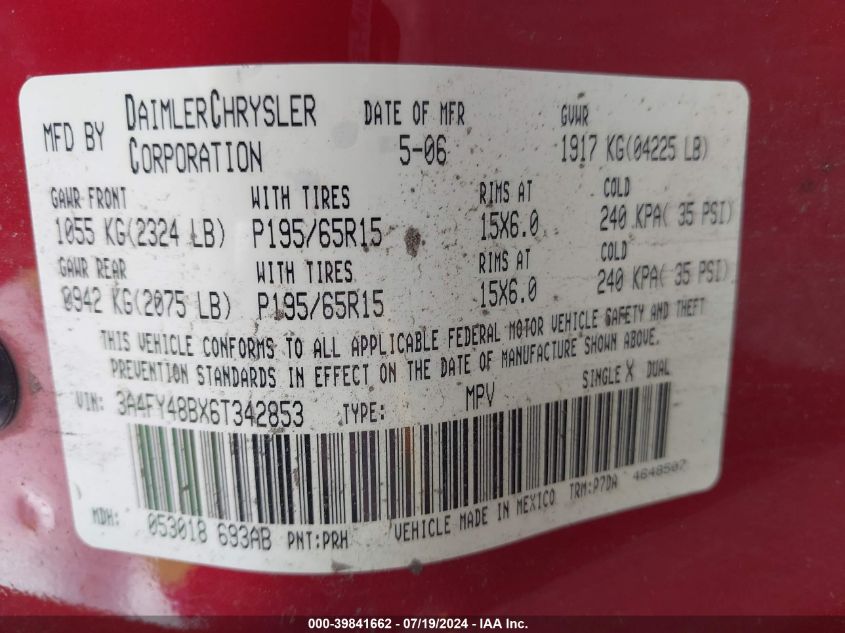 MFD BY DAIMLERCHRYSLER CORPORATION DATE OF MFR 5-06 GVWR 1917 KG(04225 LB)
GAWR FRONT WITH TIRES RIMS AT COLD
1055 KG(2324 LB) P195/65R15 15X6.0 240 KPA( 35 PSI)
GAWR REAR WITH TIRES RIMS AT COLD
0942 KG(2075 LB) P195/65R15 15X6.0 240 KPA( 35 PSI)
THIS VEHICLE CONFORMS TO ALL APPLICABLE FEDERAL MOTOR VEHICLE SAFETY AND THEFT
PREVENTION STANDARDS IN EFFECT ON THE DATE OF MANUFACTURE SHOWN ABOVE.
VIN: 3A4FY48BX6T342853 TYPE: MPV SINGLE X DUAL
MDH: 053018 693AB PNT:PRH VEHICLE MADE IN MEXICO TRM:P7DA 4648507
000-39841662 - 07/19/2024 - IAA Inc.